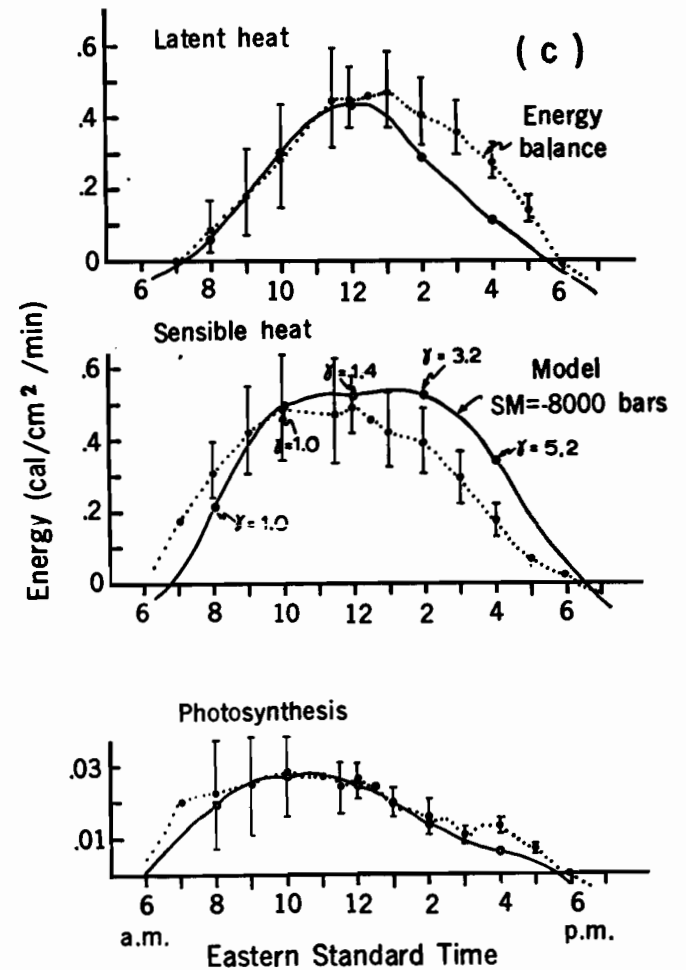 Latent heat
( c )
.6
.4
.2
0
Energy
balance
6 8 10 12 2 4 6
Sensible heat
.6
.4
.2
0
γ=1.4
γ=3.2
Model
SM=-8000 bars
γ=1.0
γ=5.2
γ=1.0
6 8 10 12 2 4 6
Energy (cal/cm² /min)
Photosynthesis
.03
.01
6 8 10 12 2 4 6
a.m. p.m.
Eastern Standard Time